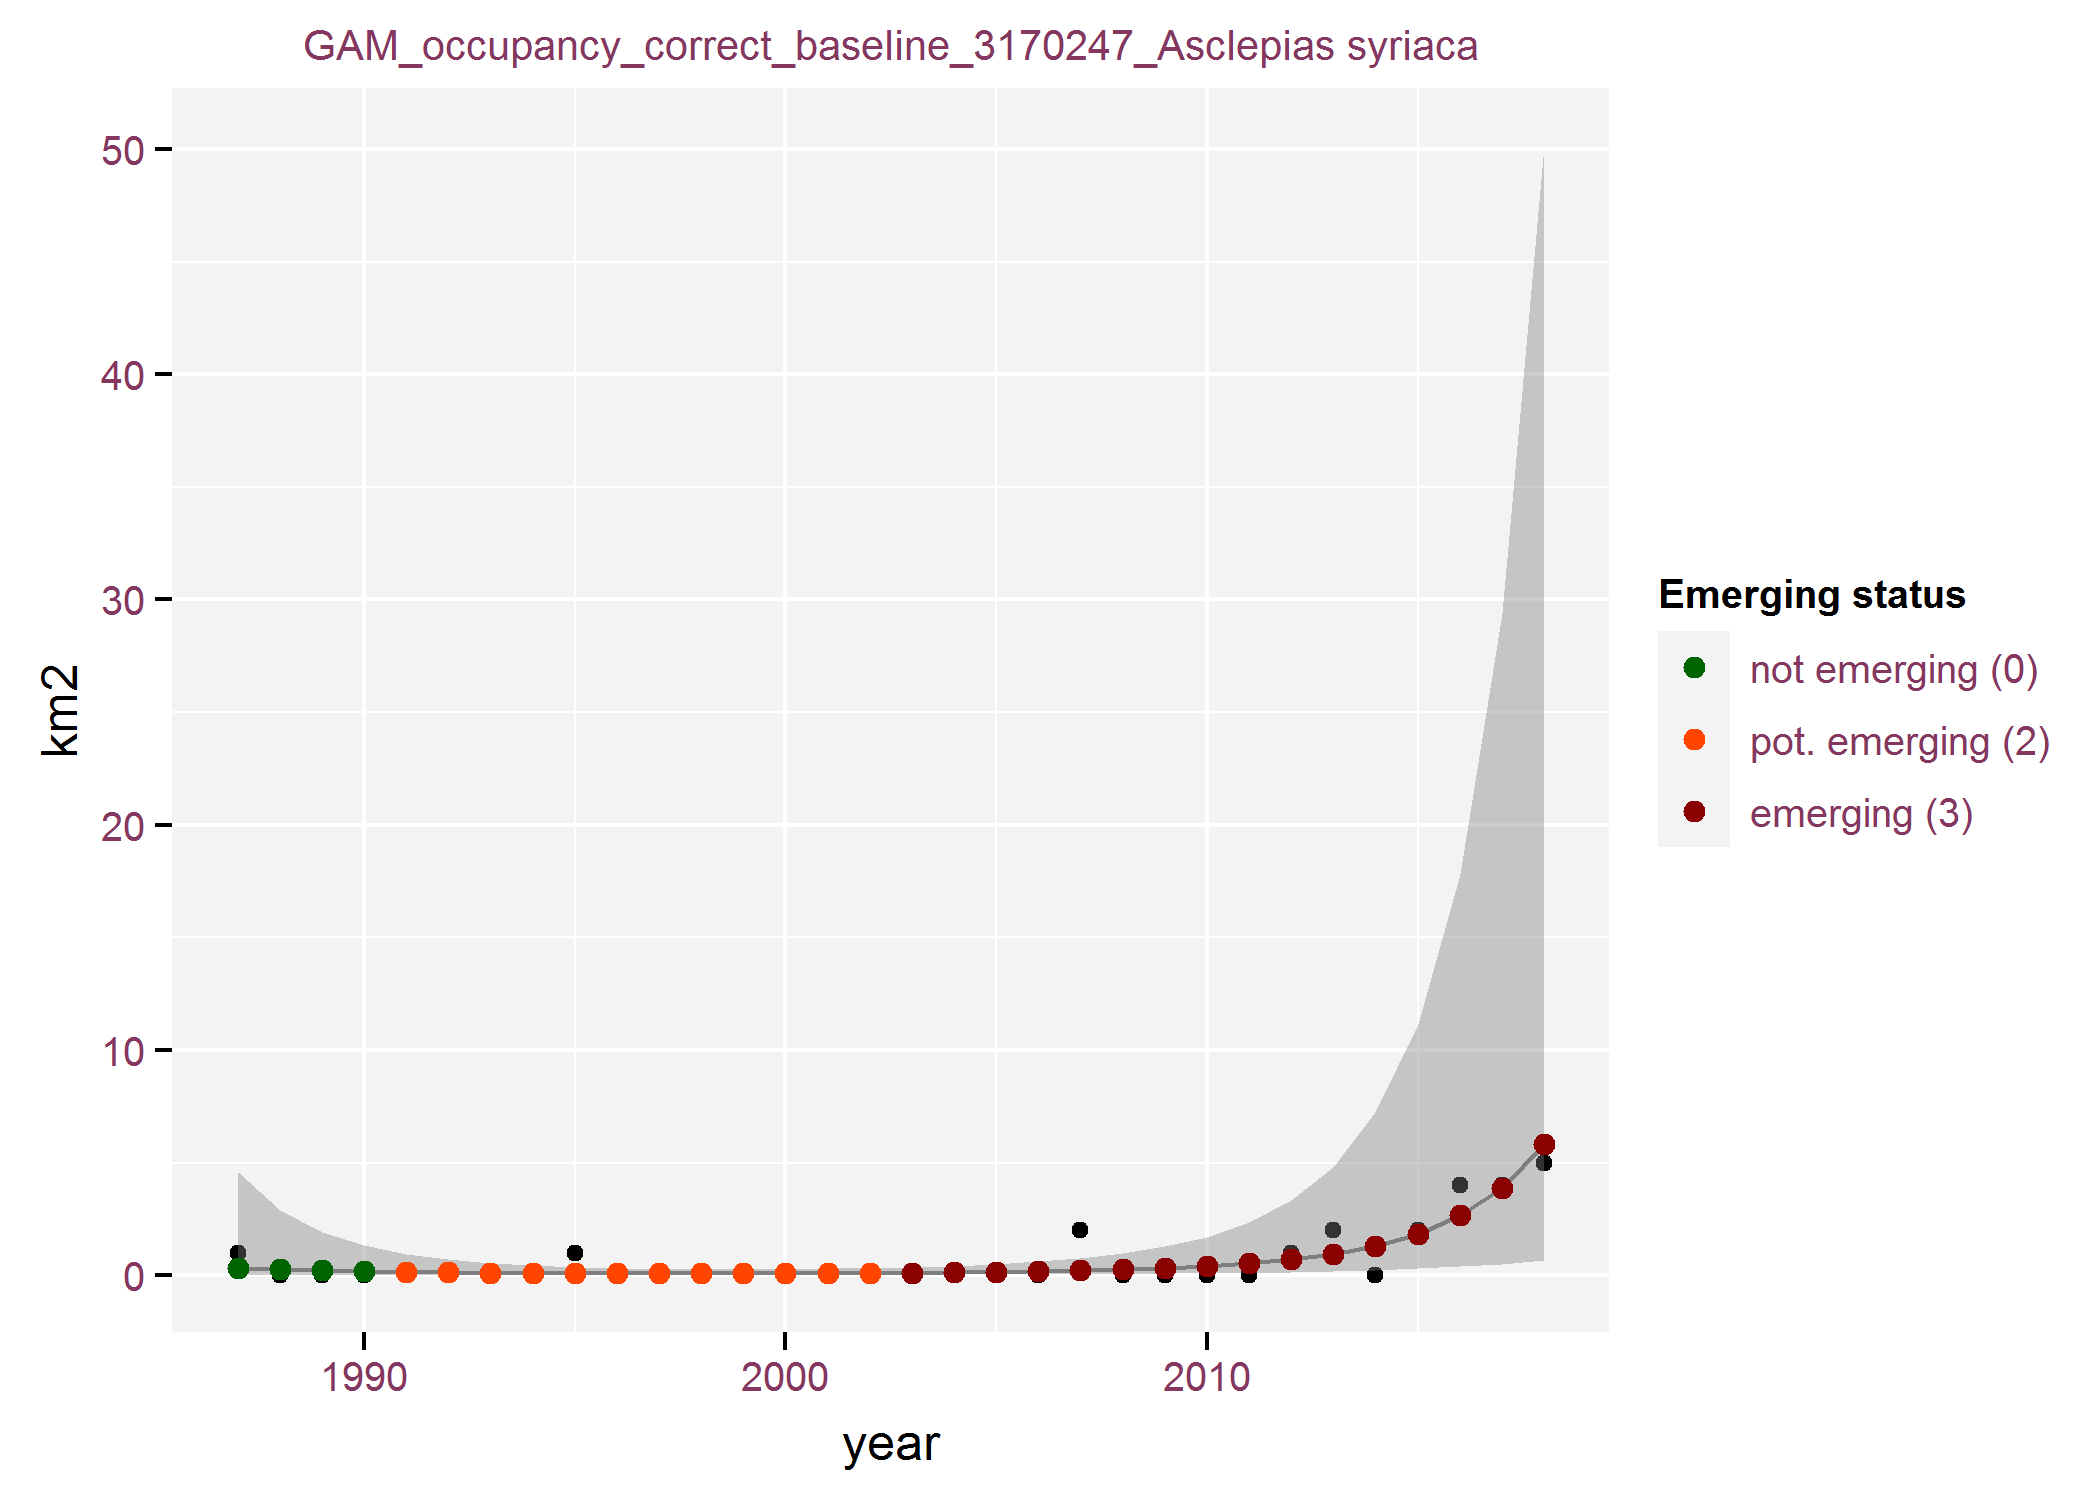 GAM_occupancy_correct_baseline_3170247_Asclepias syriaca
50
40
30
20
10
0
km2
1990 2000 2010
year
Emerging status
not emerging (0)
pot. emerging (2)
emerging (3)